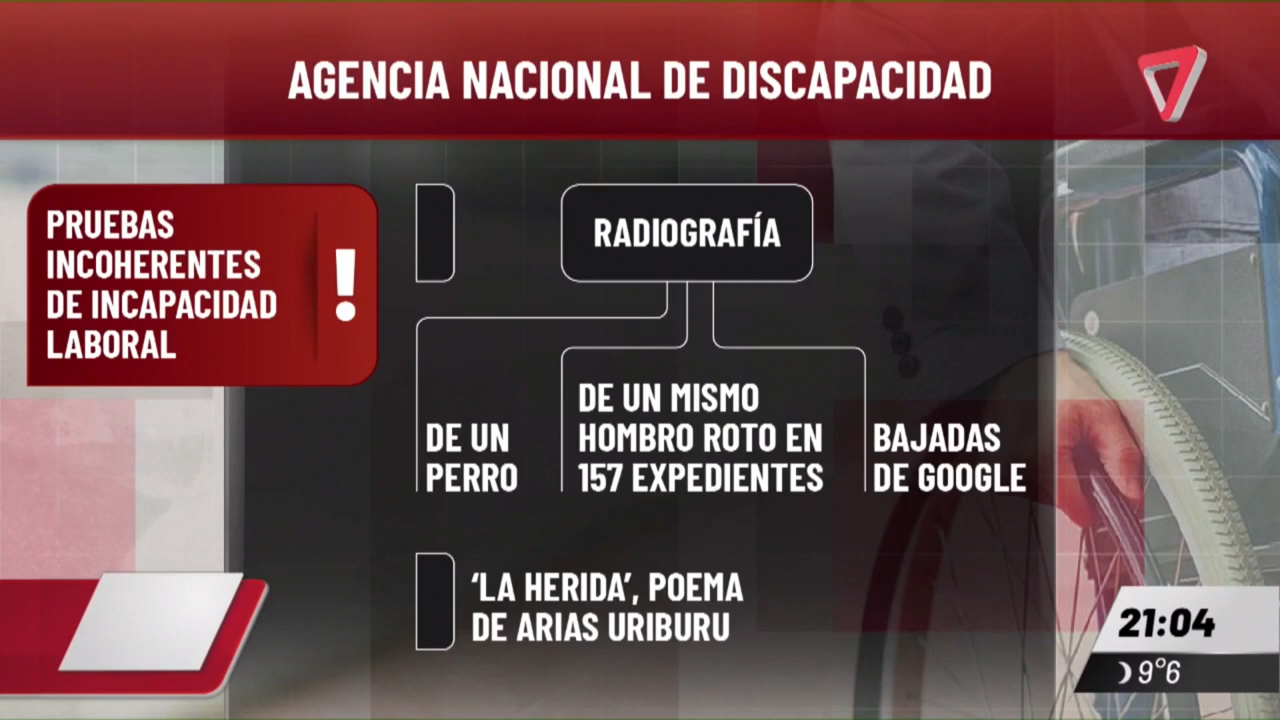 AGENCIA NACIONAL DE DISCAPACIDAD
PRUEBAS
INCOHERENTES
DE INCAPACIDAD
LABORAL
!
RADIOGRAFÍA
DE UN
PERRO
DE UN MISMO
HOMBRO ROTO EN
157 EXPEDIENTES
BAJADAS
DE GOOGLE
‘LA HERIDA’, POEMA
DE ARIAS URIBURU
21:04
9°6